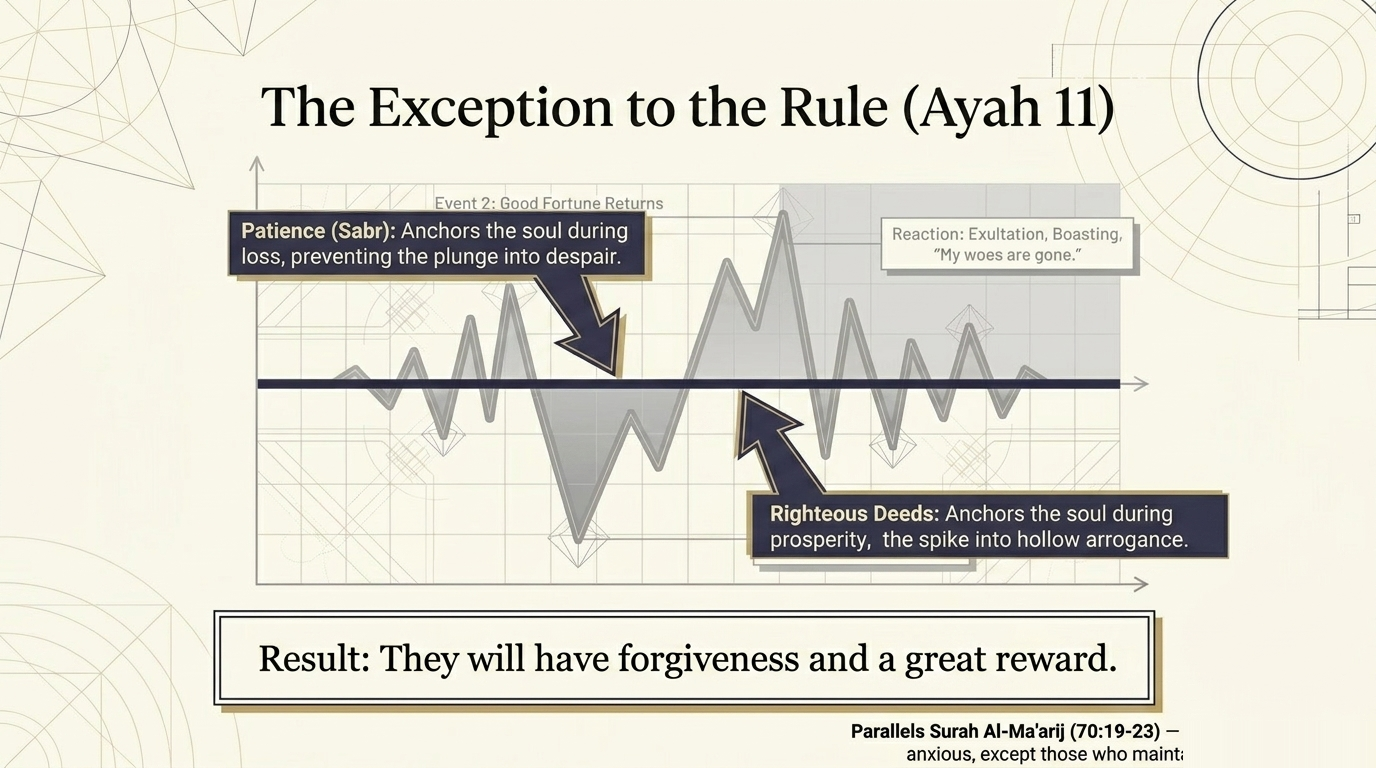 The Exception to the Rule (Ayah 11)
Event 2: Good Fortune Returns
Patience (Sabr): Anchors the soul during
loss, preventing the plunge into despair.
Reaction: Exultation, Boasting,
“My woes are gone.”
Righteous Deeds: Anchors the soul during
prosperity, the spike into hollow arrogance.
Result: They will have forgiveness and a great reward.
Parallels Surah Al-Ma'arij (70:19-23) —
anxious, except those who